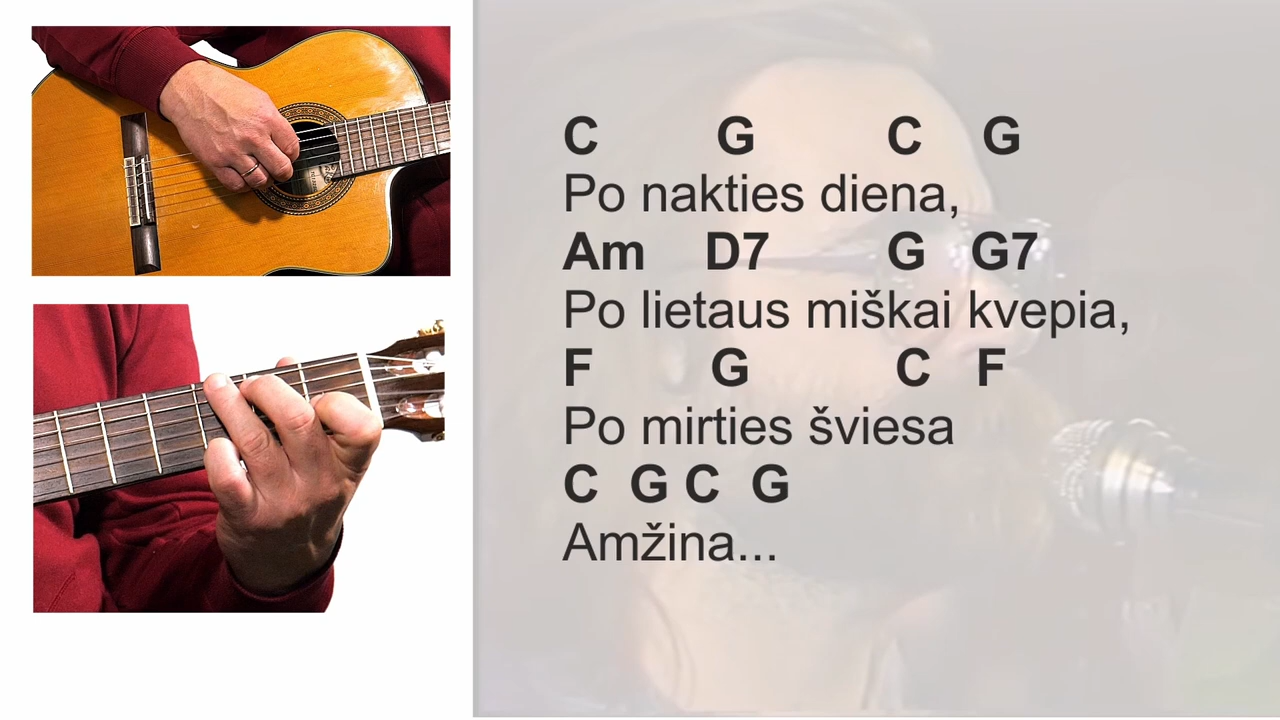 C G C G
Po nakties diena,
Am D7 G G7
Po lietaus miškai kvepia,
F G C F
Po mirties šviesa
C G C G
Amžina...